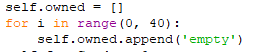 self.owned = []
for i in range(0, 40):
    self.owned.append('empty')